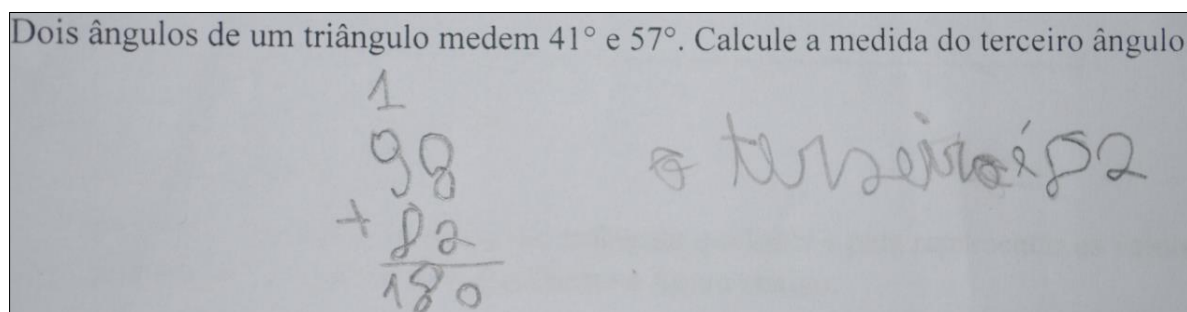 Dois ângulos de um triângulo medem 41° e 57°. Calcule a medida do terceiro ângulo
1
98
+ 82
180
o terseiro é 82